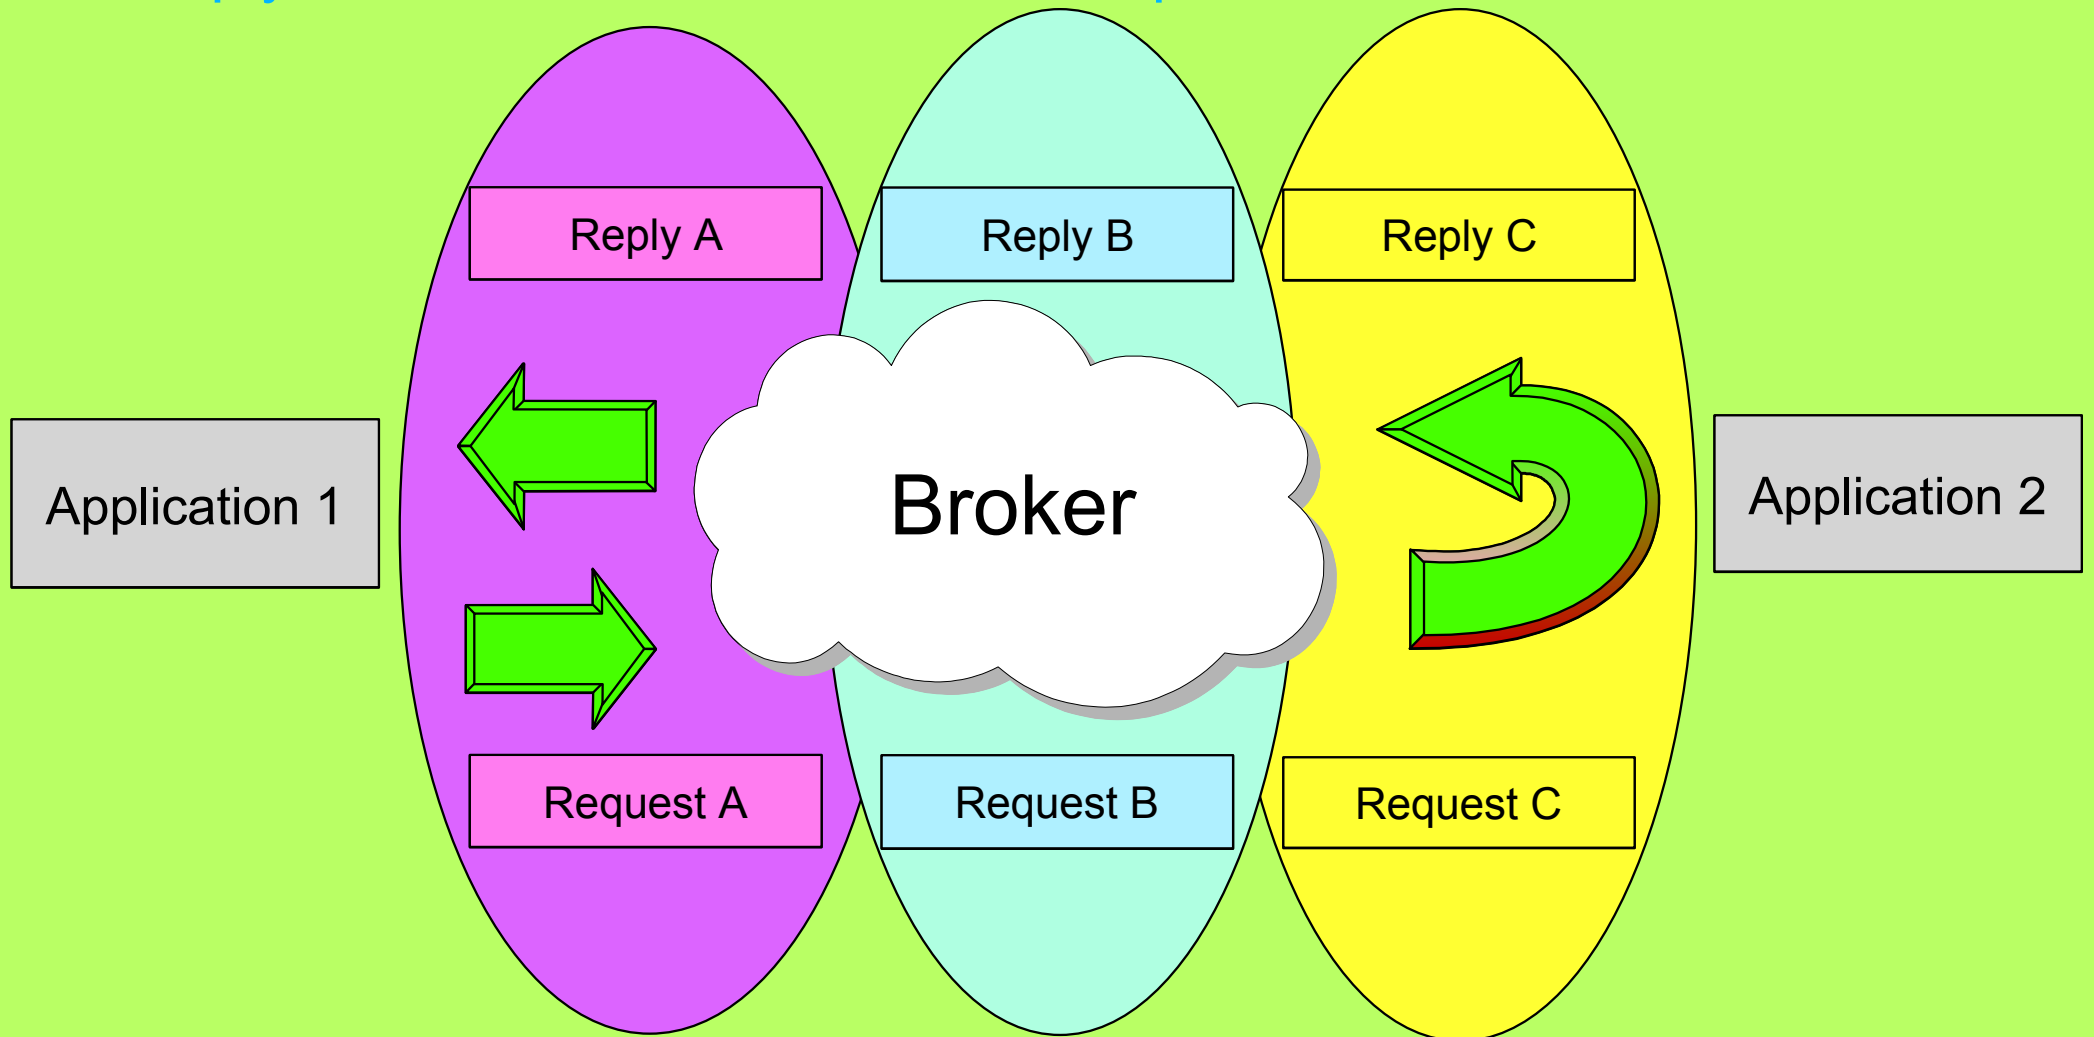 Reply A
Reply B
Reply C
Application 1
Broker
Application 2
Request A
Request B
Request C